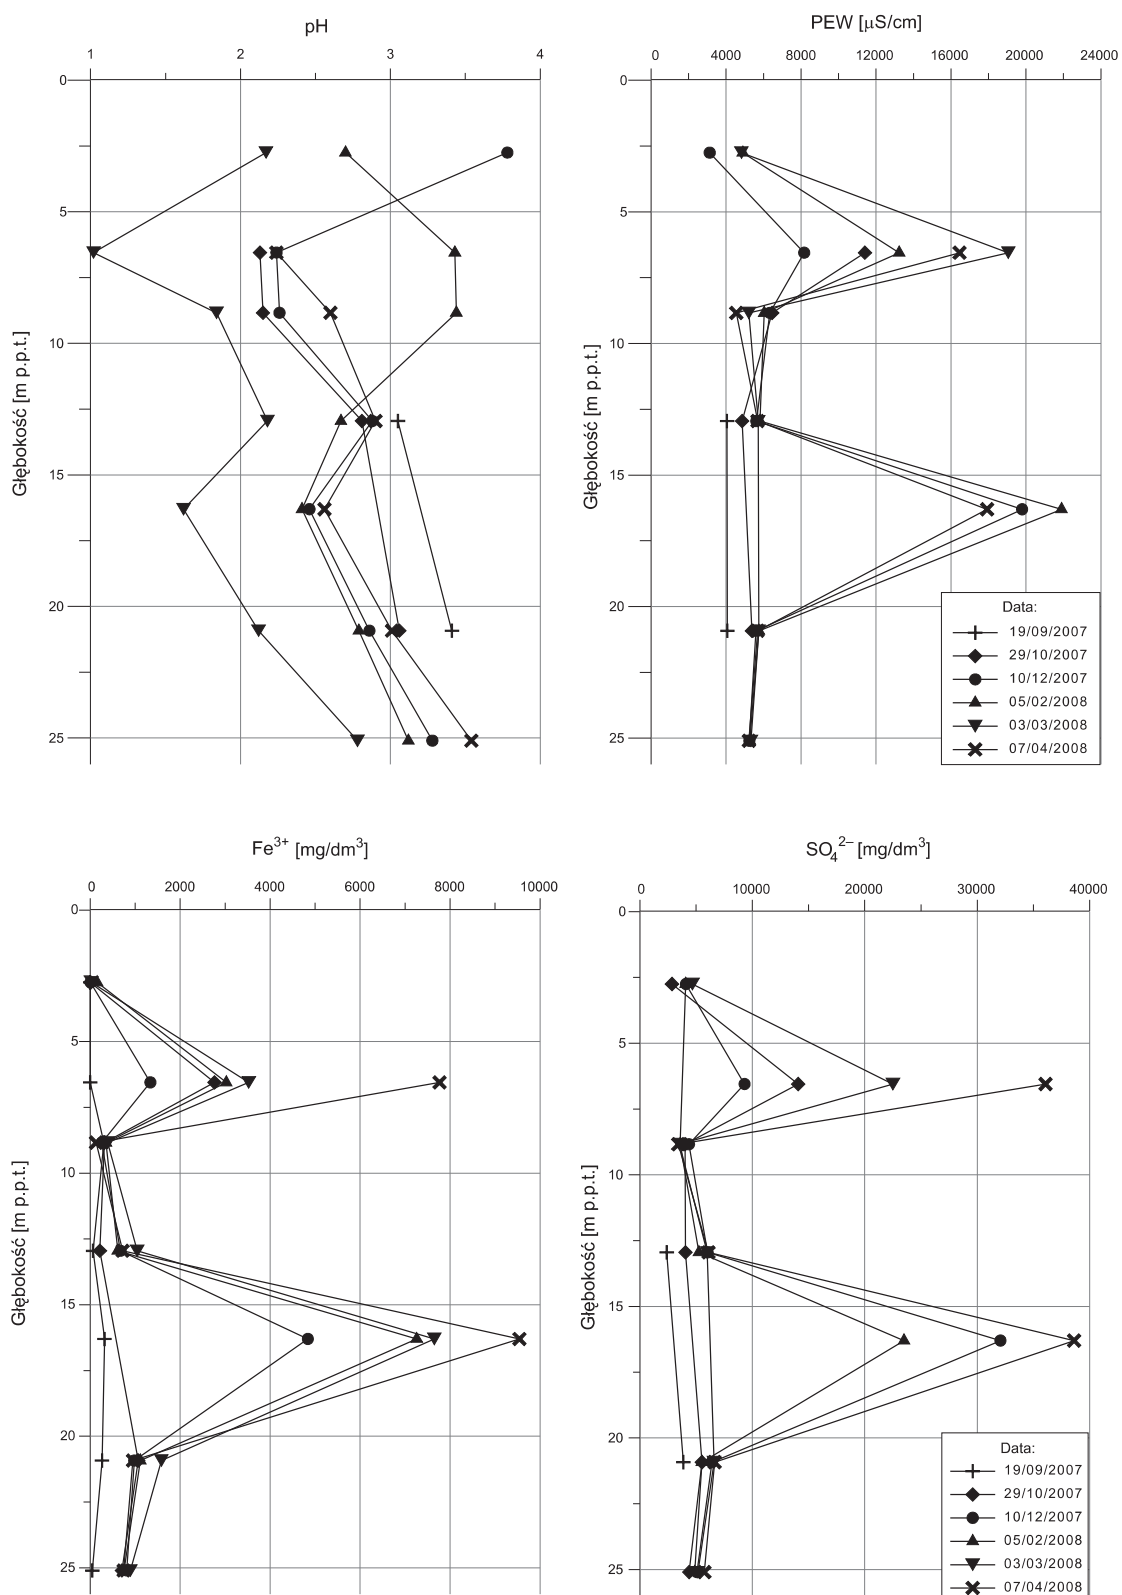 pH
1 2 3 4
0
5
10
15
20
25
Głębokość [m p.p.t.]
PEW [µS/cm]
0 4000 8000 12000 16000 20000 24000
0
5
10
15
20
25
Głębokość [m p.p.t.]
Data:
19/09/2007
29/10/2007
10/12/2007
05/02/2008
03/03/2008
07/04/2008
Fe³⁺ [mg/dm³]
0 2000 4000 6000 8000 10000
0
5
10
15
20
25
Głębokość [m p.p.t.]
SO₄²⁻ [mg/dm³]
0 10000 20000 30000 40000
0
5
10
15
20
25
Głębokość [m p.p.t.]
Data:
19/09/2007
29/10/2007
10/12/2007
05/02/2008
03/03/2008
07/04/2008